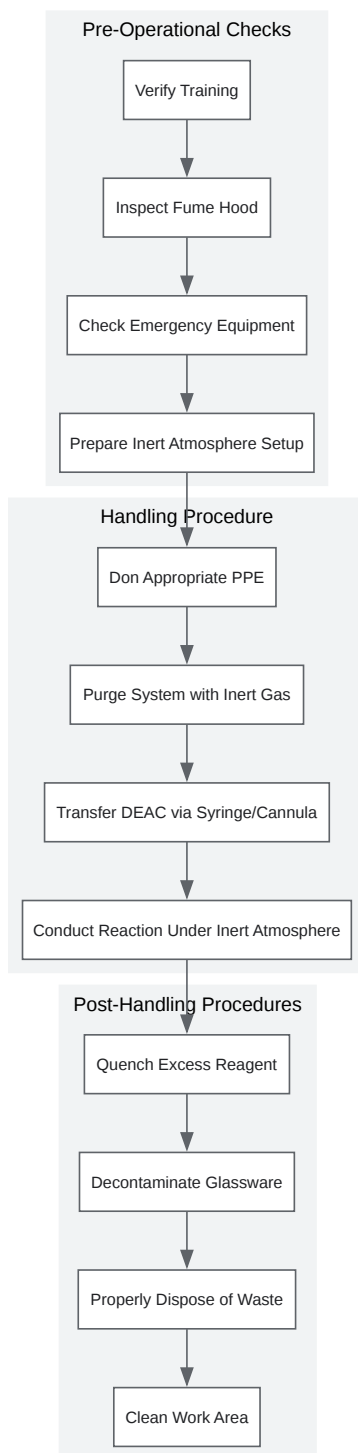 Pre-Operational Checks
Verify Training
Inspect Fume Hood
Check Emergency Equipment
Prepare Inert Atmosphere Setup
Handling Procedure
Don Appropriate PPE
Purge System with Inert Gas
Transfer DEAC via Syringe/Cannula
Conduct Reaction Under Inert Atmosphere
Post-Handling Procedures
Quench Excess Reagent
Decontaminate Glassware
Properly Dispose of Waste
Clean Work Area